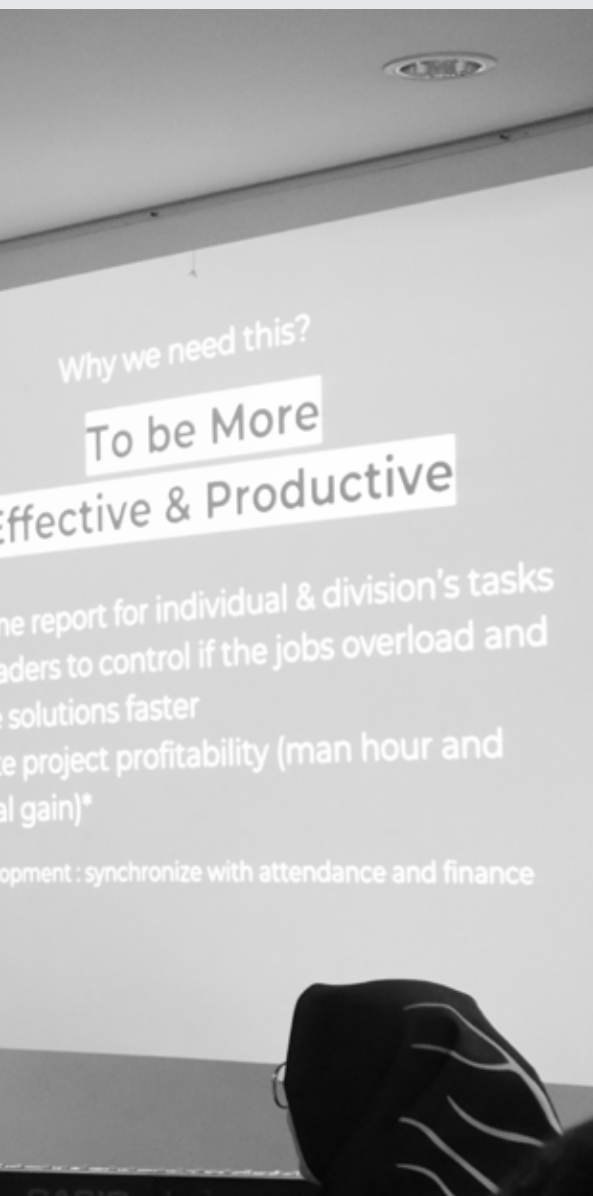 Why we need this?
To be More
Effective & Productive
report for individual & division's tasks
to control if the jobs overload and
solutions faster
project profitability (man hour and
gain)*
: synchronize with attendance and finance